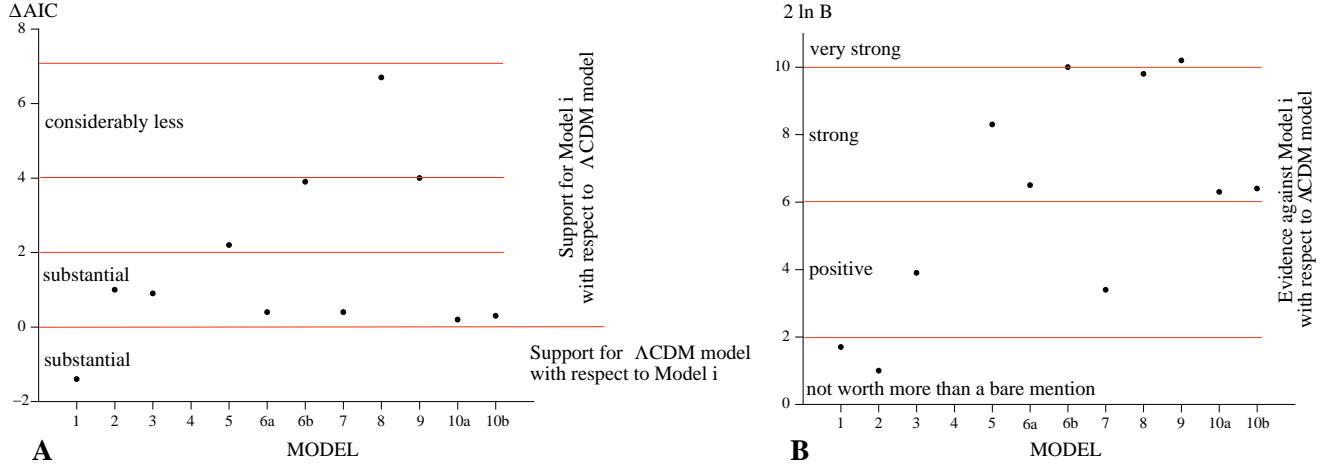 ΔAIC
8
6
4
2
0
−2
considerably less
substantial
substantial
Support for Model i
with respect to ΛCDM model
Support for ΛCDM model
with respect to Model i
1 2 3 4 5 6a 6b 7 8 9 10a 10b
MODEL
A
2 ln B
10
8
6
4
2
0
very strong
strong
positive
not worth more than a bare mention
Evidence against Model i
with respect to ΛCDM model
1 2 3 4 5 6a 6b 7 8 9 10a 10b
MODEL
B